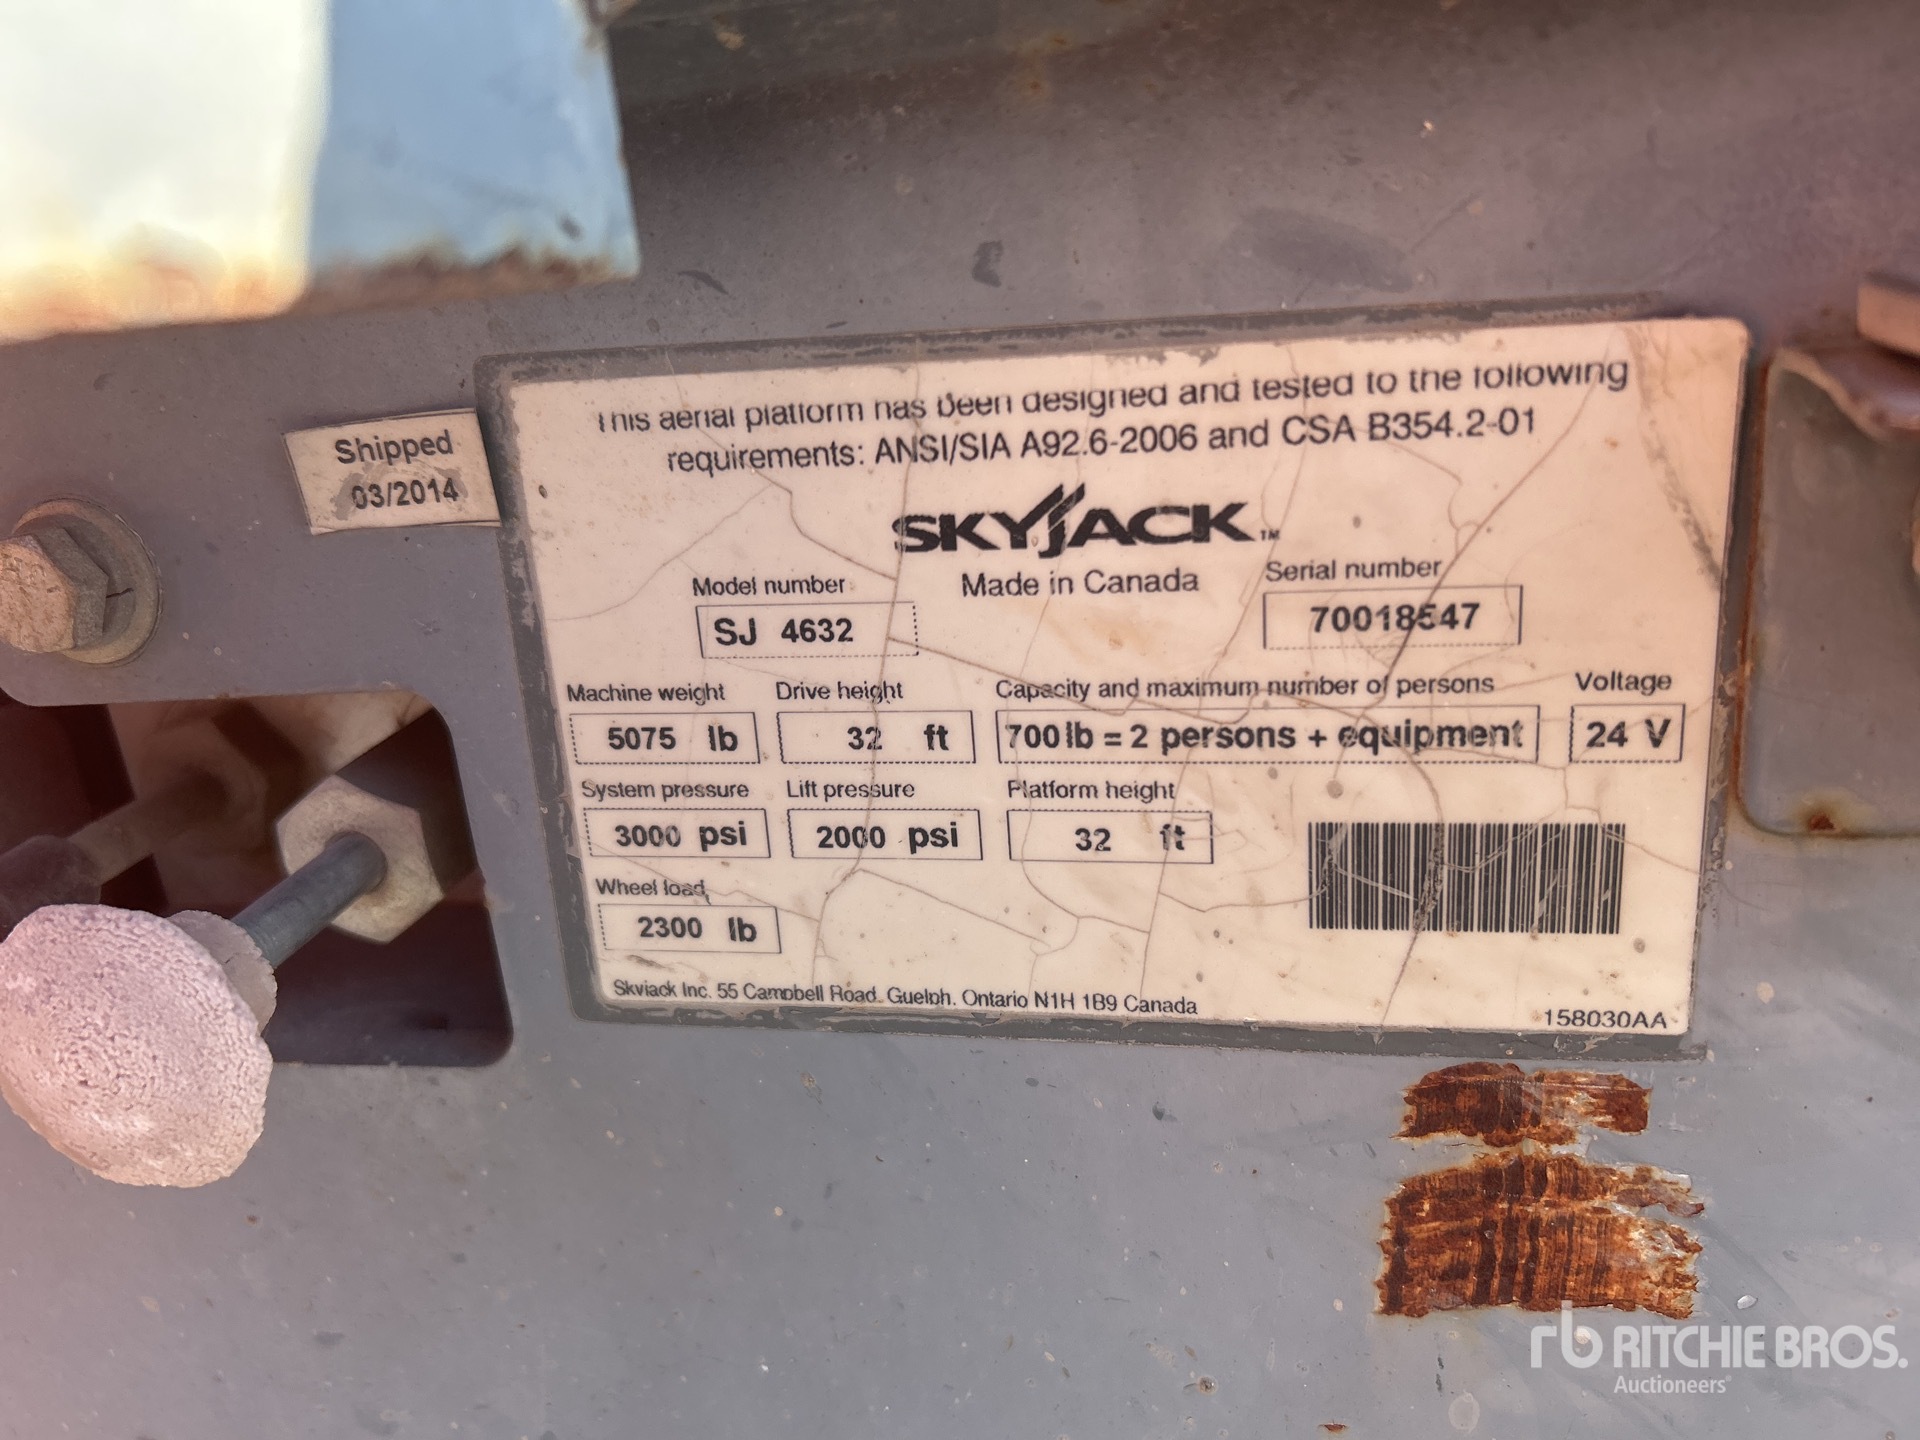 Shipped
03/2014
This aerial platform has been designed and tested to the following
requirements: ANSI/SIA A92.6-2006 and CSA B354.2-01
SKYJACK™
Made in Canada
Model number
SJ 4632
Serial number
70018547
Machine weight
5075 lb
Drive height
32 ft
Capacity and maximum number of persons
700 lb = 2 persons + equipment
Voltage
24 V
System pressure
3000 psi
Lift pressure
2000 psi
Platform height
32 ft
Wheel load
2300 lb
Skyjack Inc. 55 Campbell Road. Guelph. Ontario N1H 1B9 Canada
158030AA
rb RITCHIE BROS.
Auctioneers